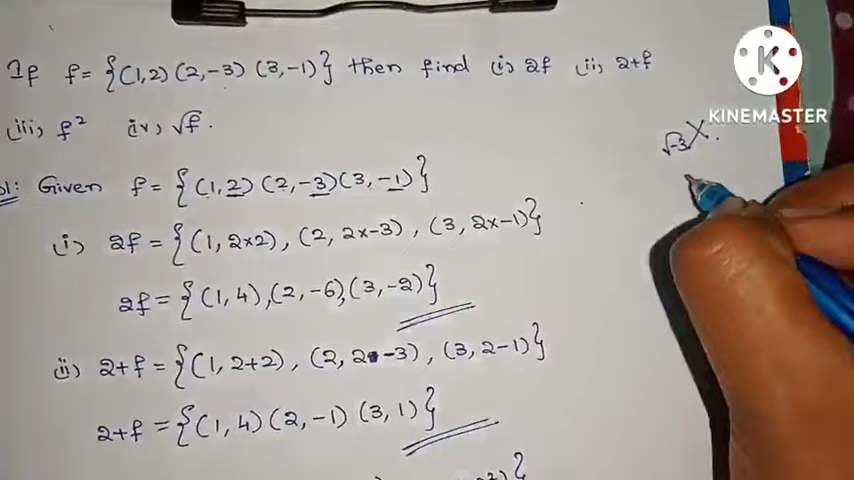 If f = {(1,2) (2,-3) (3,-1)} then find (i) 2f (ii) 2+f
(iii) f² (iv) √f.
Given f = {(1,2) (2,-3)(3,-1)}
(i) 2f = {(1, 2×2), (2, 2×-3), (3, 2×-1)}
2f = {(1,4),(2,-6),(3,-2)}
(ii) 2+f = {(1, 2+2), (2, 2-3), (3, 2-1)}
2+f = {(1,4)(2,-1)(3,1)}
√-3 X.
K
KINEMASTER